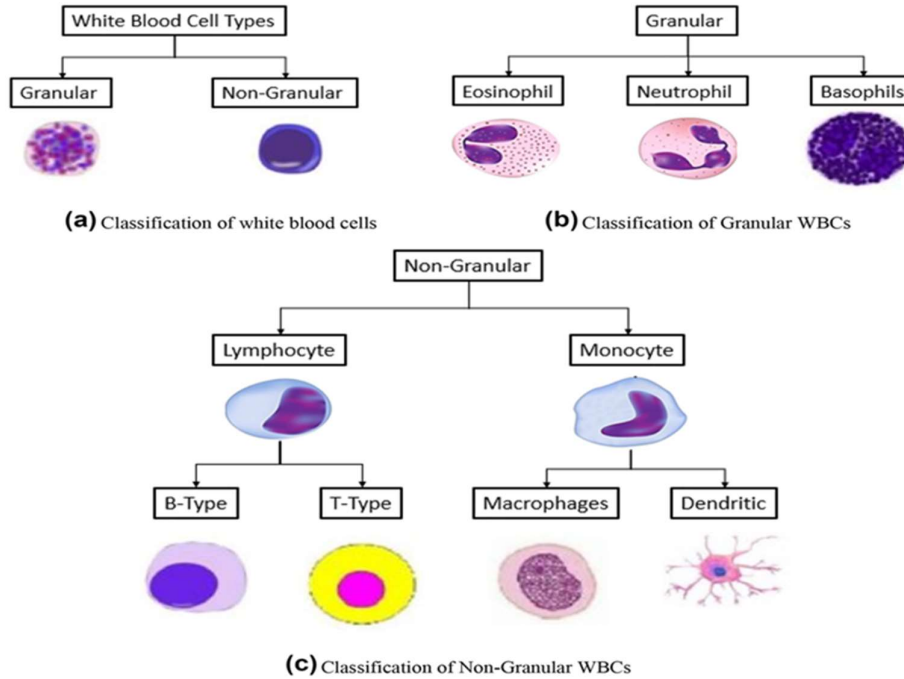 White Blood Cell Types
Granular
Non-Granular
(a) Classification of white blood cells
Granular
Eosinophil
Neutrophil
Basophils
(b) Classification of Granular WBCs
Non-Granular
Lymphocyte
Monocyte
B-Type
T-Type
Macrophages
Dendritic
(c) Classification of Non-Granular WBCs